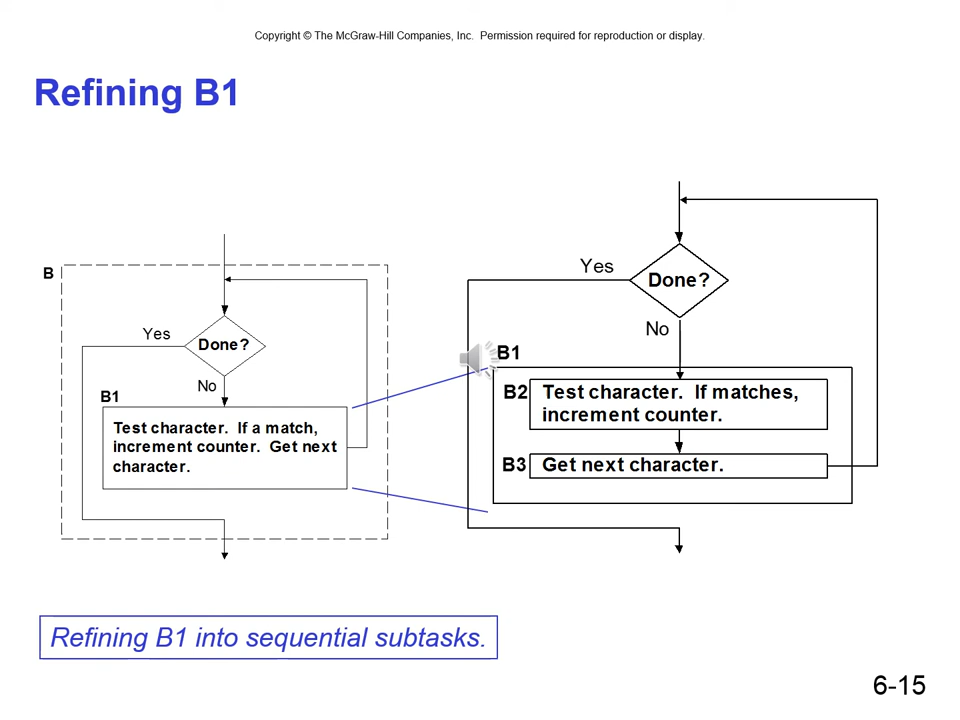 Copyright © The McGraw-Hill Companies, Inc.  Permission required for reproduction or display.
Refining B1
B
Yes
Done?
No
B1
Test character.  If a match,
increment counter.  Get next
character.
Yes
Done?
No
B1
B2
Test character.  If matches,
increment counter.
B3
Get next character.
Refining B1 into sequential subtasks.
6-15